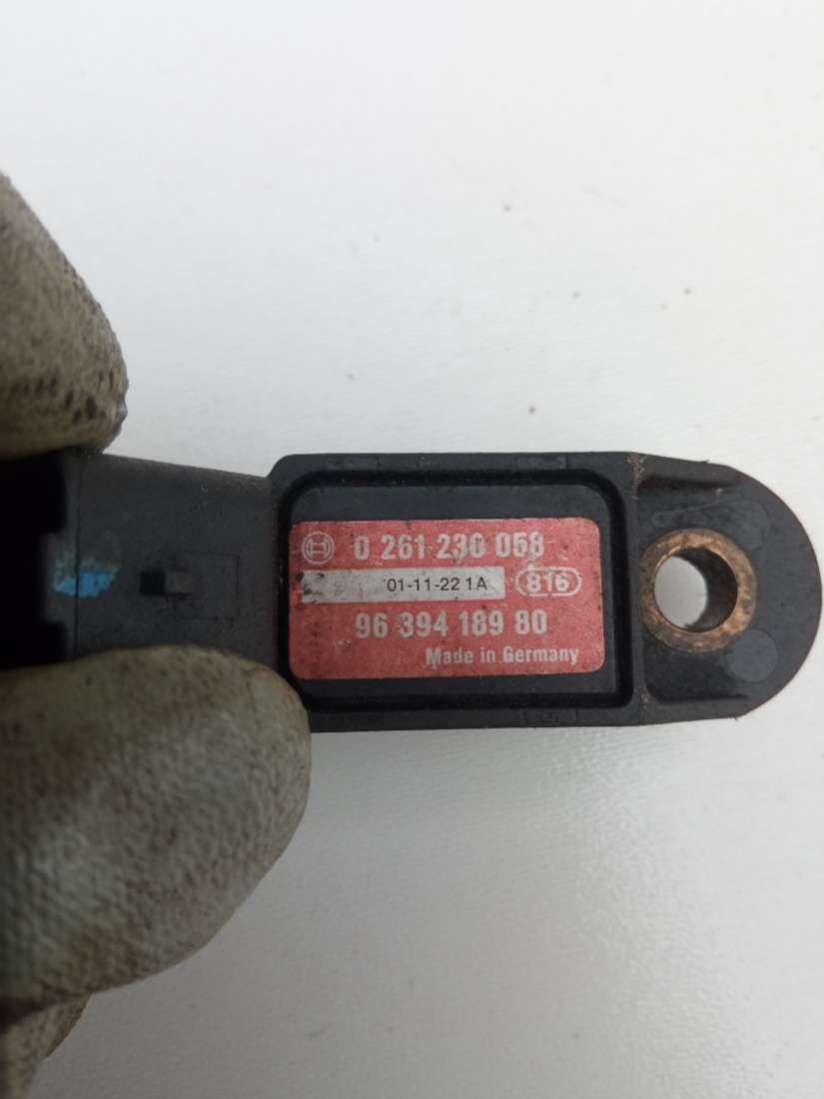 0 261 230 058
01-11-22 1A 816
96 394 189 80
Made in Germany